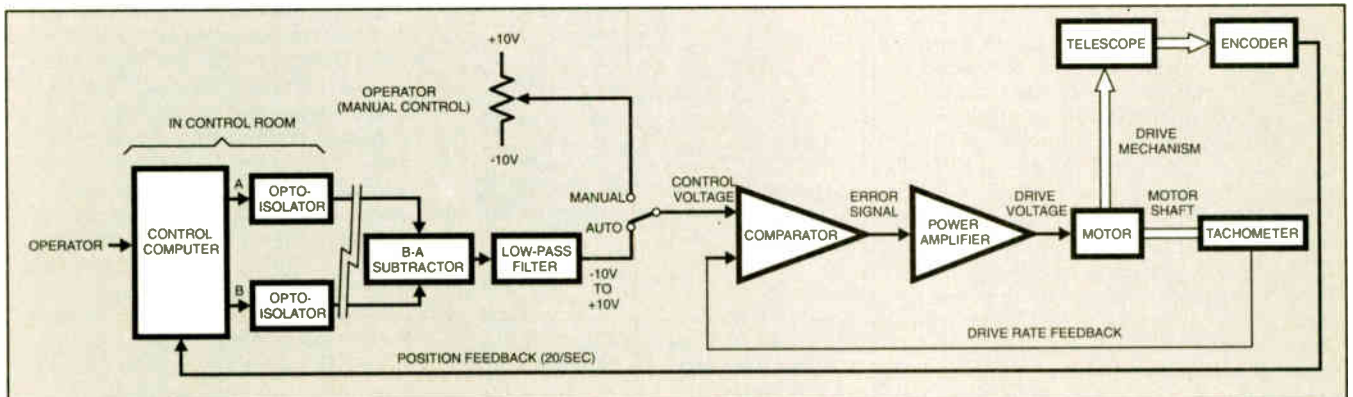 +10V
OPERATOR
(MANUAL CONTROL)
-10V
IN CONTROL ROOM
OPERATOR
CONTROL
COMPUTER
A
OPTO-
ISOLATOR
B
OPTO-
ISOLATOR
B-A
SUBTRACTOR
LOW-PASS
FILTER
-10V
TO
+10V
MANUAL
AUTO
CONTROL
VOLTAGE
COMPARATOR
ERROR
SIGNAL
POWER
AMPLIFIER
DRIVE
VOLTAGE
MOTOR
MOTOR
SHAFT
TACHOMETER
DRIVE
MECHANISM
TELESCOPE
ENCODER
DRIVE RATE FEEDBACK
POSITION FEEDBACK (20/SEC)